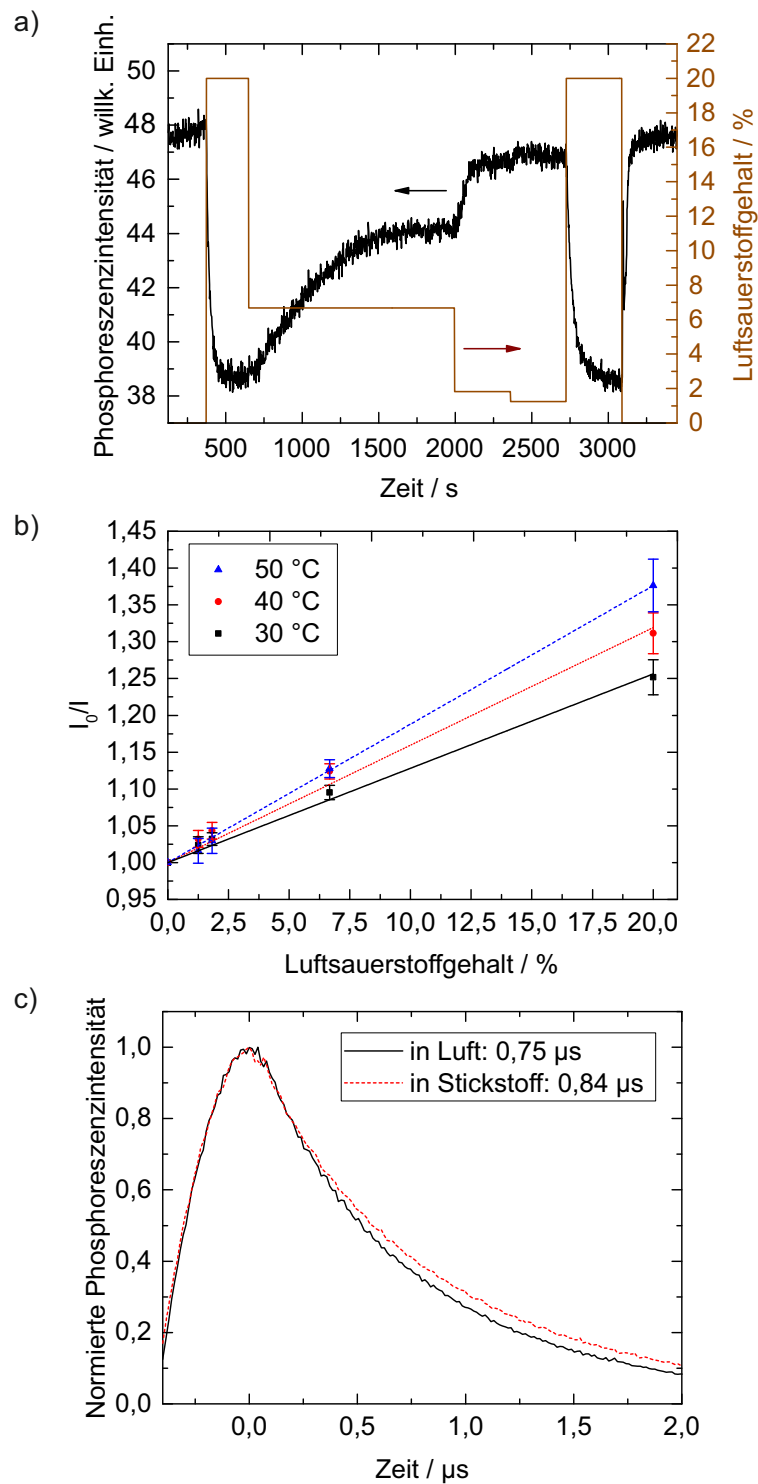 a)
Phosphoreszenzintensität / willk. Einh.
50
48
46
44
42
40
38
22
20
18
16
14
12
10
8
6
4
2
0
Luftsauerstoffgehalt / %
500 1000 1500 2000 2500 3000
Zeit / s
b)
I0/I
1,45
1,40
1,35
1,30
1,25
1,20
1,15
1,10
1,05
1,00
0,95
50 °C
40 °C
30 °C
0,0 2,5 5,0 7,5 10,0 12,5 15,0 17,5 20,0
Luftsauerstoffgehalt / %
c)
Normierte Phosphoreszenzintensität
1,0
0,8
0,6
0,4
0,2
0,0
in Luft: 0,75 µs
in Stickstoff: 0,84 µs
0,0 0,5 1,0 1,5 2,0
Zeit / µs